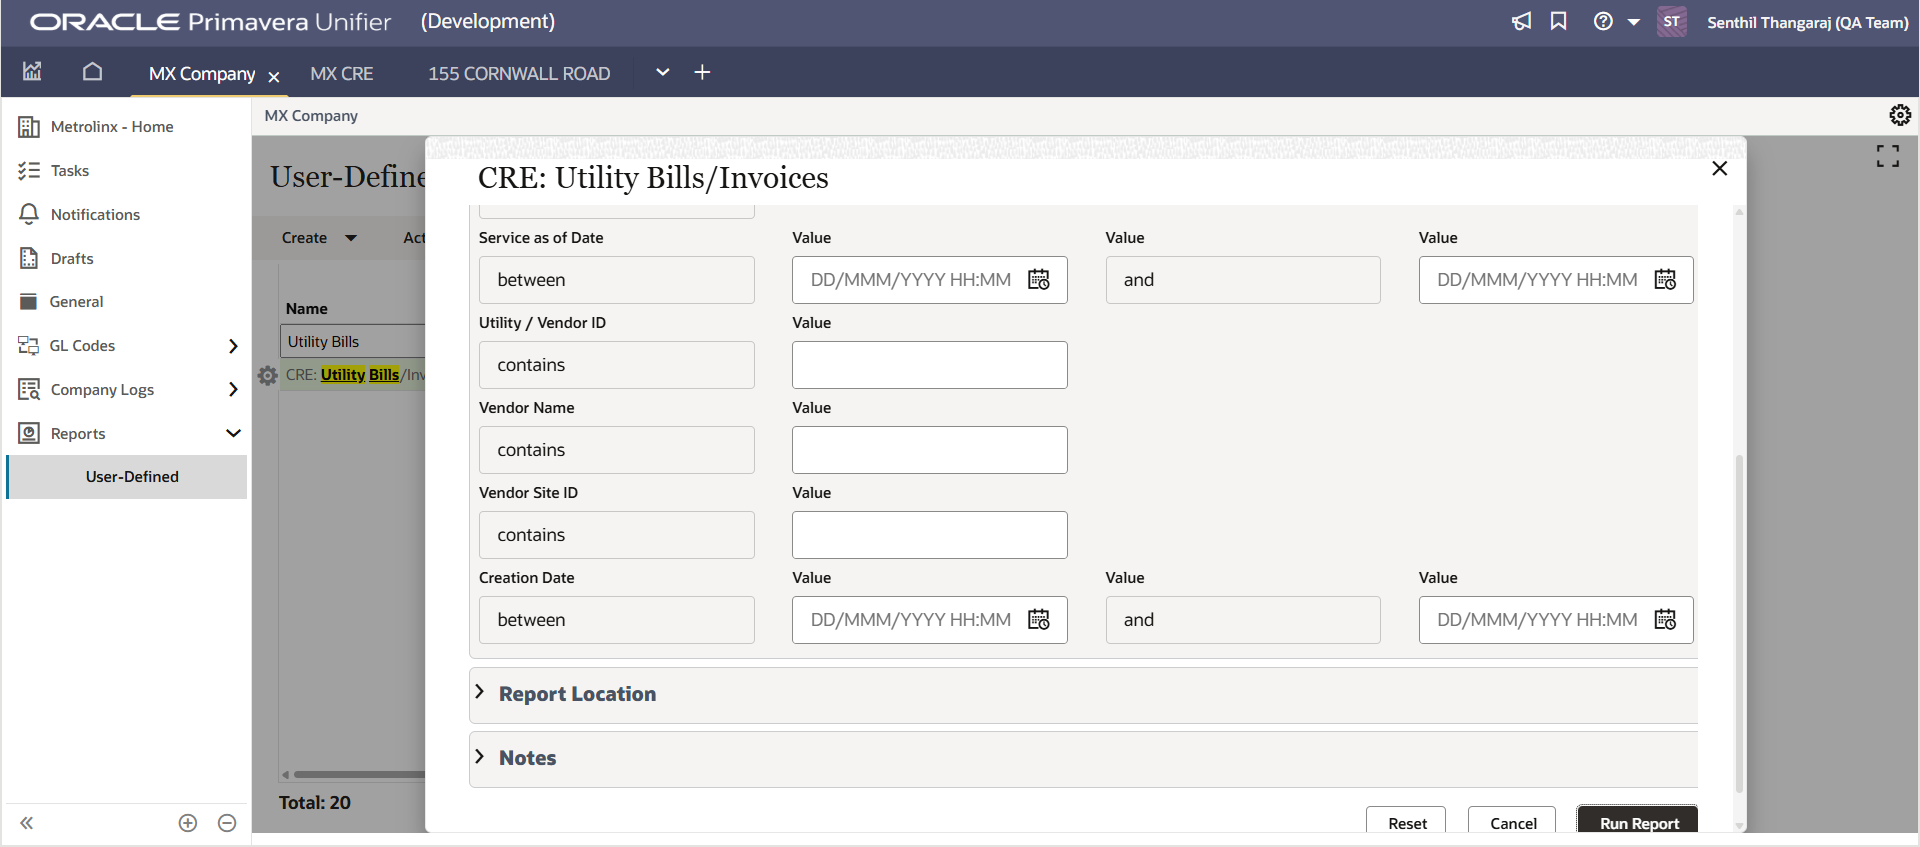 ORACLE Primavera Unifier (Development)
ST Senthil Thangaraj (QA Team)
MX Company MX CRE 155 CORNWALL ROAD
Metrolinx - Home
Tasks
Notifications
Drafts
General
GL Codes
Company Logs
Reports
User-Defined
MX Company
User-Define
Create Act
Name
Utility Bills
CRE: Utility Bills/Inv
Total: 20
CRE: Utility Bills/Invoices
Service as of Date Value Value Value
between DD/MMM/YYYY HH:MM and DD/MMM/YYYY HH:MM
Utility / Vendor ID Value
contains
Vendor Name Value
contains
Vendor Site ID Value
contains
Creation Date Value Value Value
between DD/MMM/YYYY HH:MM and DD/MMM/YYYY HH:MM
Report Location
Notes
Reset Cancel Run Report